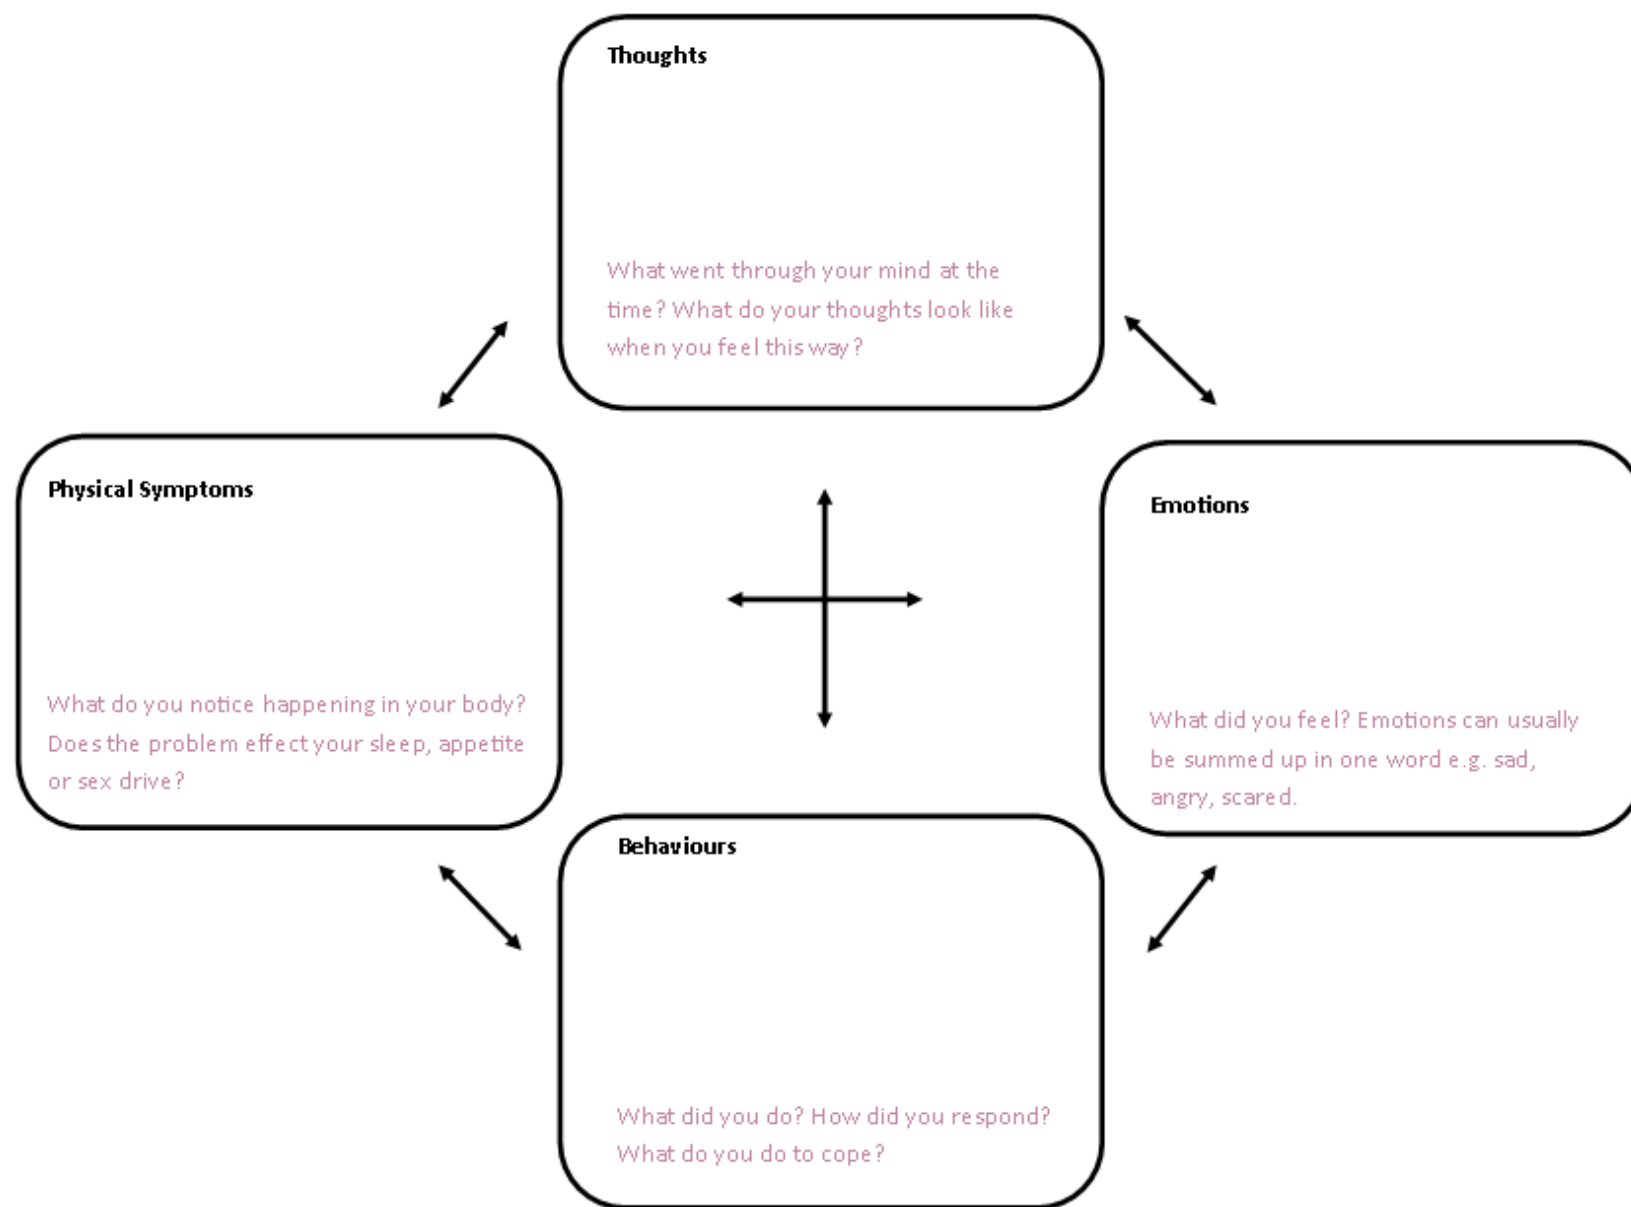 Thoughts
What went through your mind at the
time? What do your thoughts look like
when you feel this way?
Physical Symptoms
What do you notice happening in your body?
Does the problem effect your sleep, appetite
or sex drive?
Emotions
What did you feel? Emotions can usually
be summed up in one word e.g. sad,
angry, scared.
Behaviours
What did you do? How did you respond?
What do you do to cope?